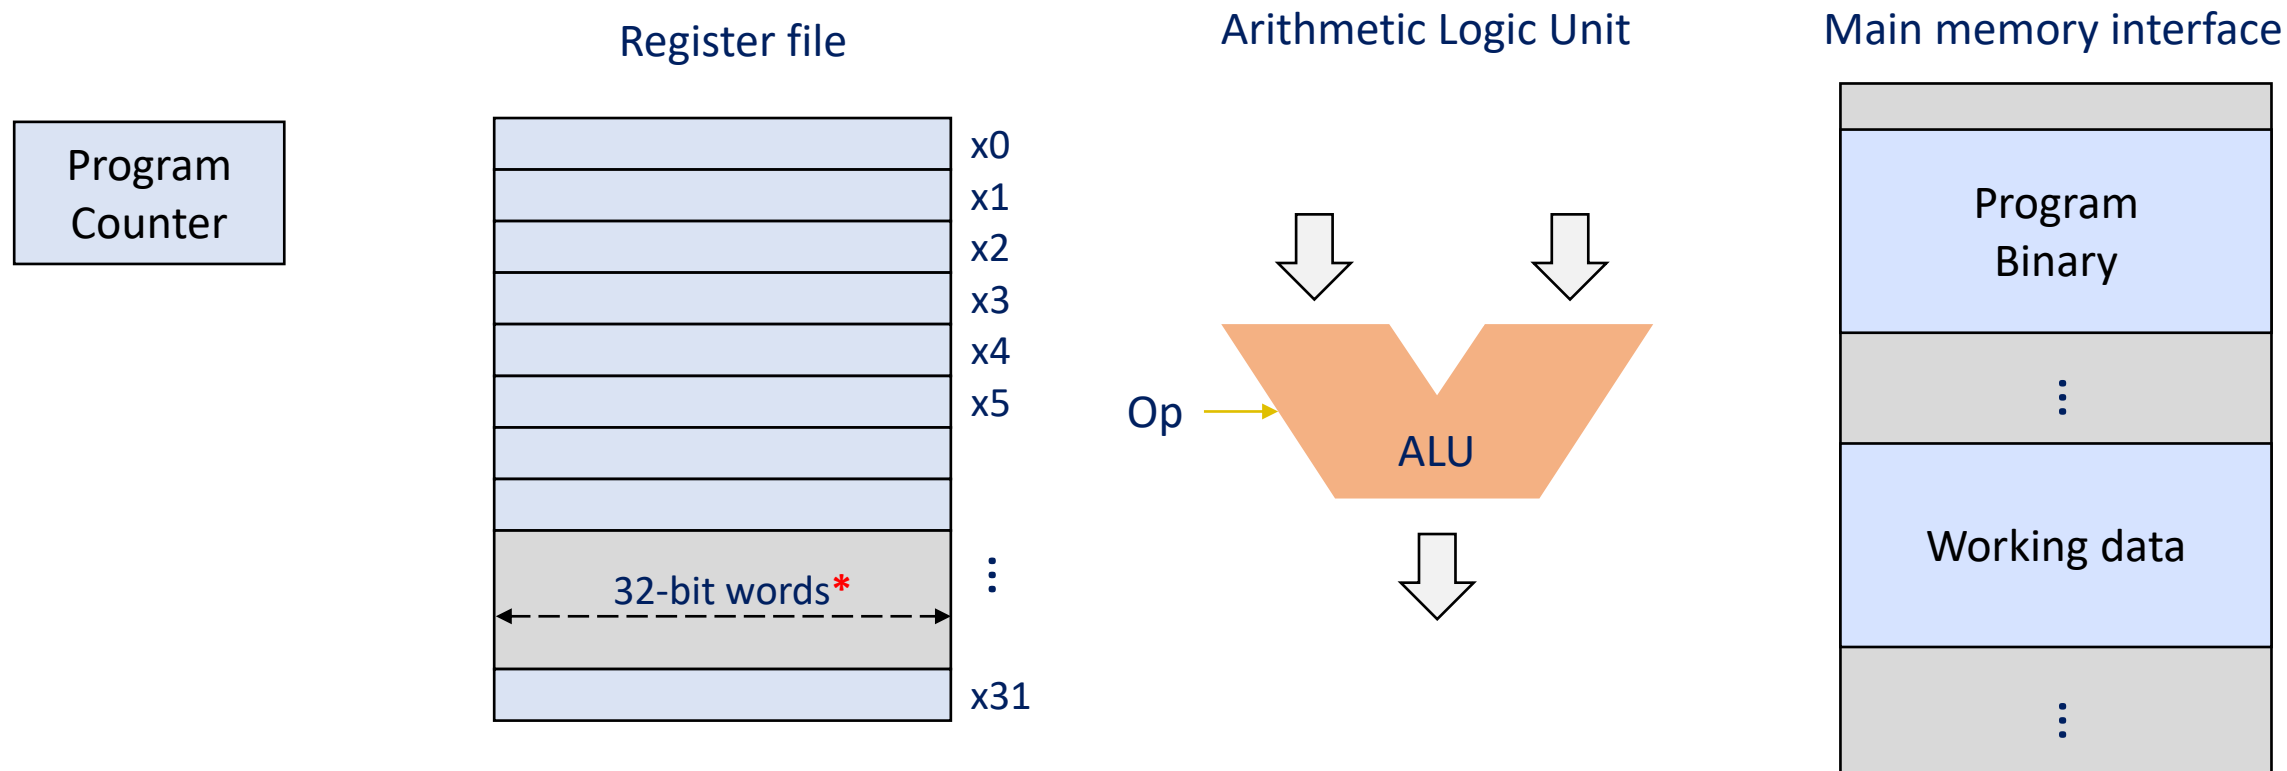 Register file
Arithmetic Logic Unit
Main memory interface
Program
Counter
x0
x1
x2
x3
x4
x5
⋮
32-bit words*
x31
Op
ALU
Program
Binary
⋮
Working data
⋮